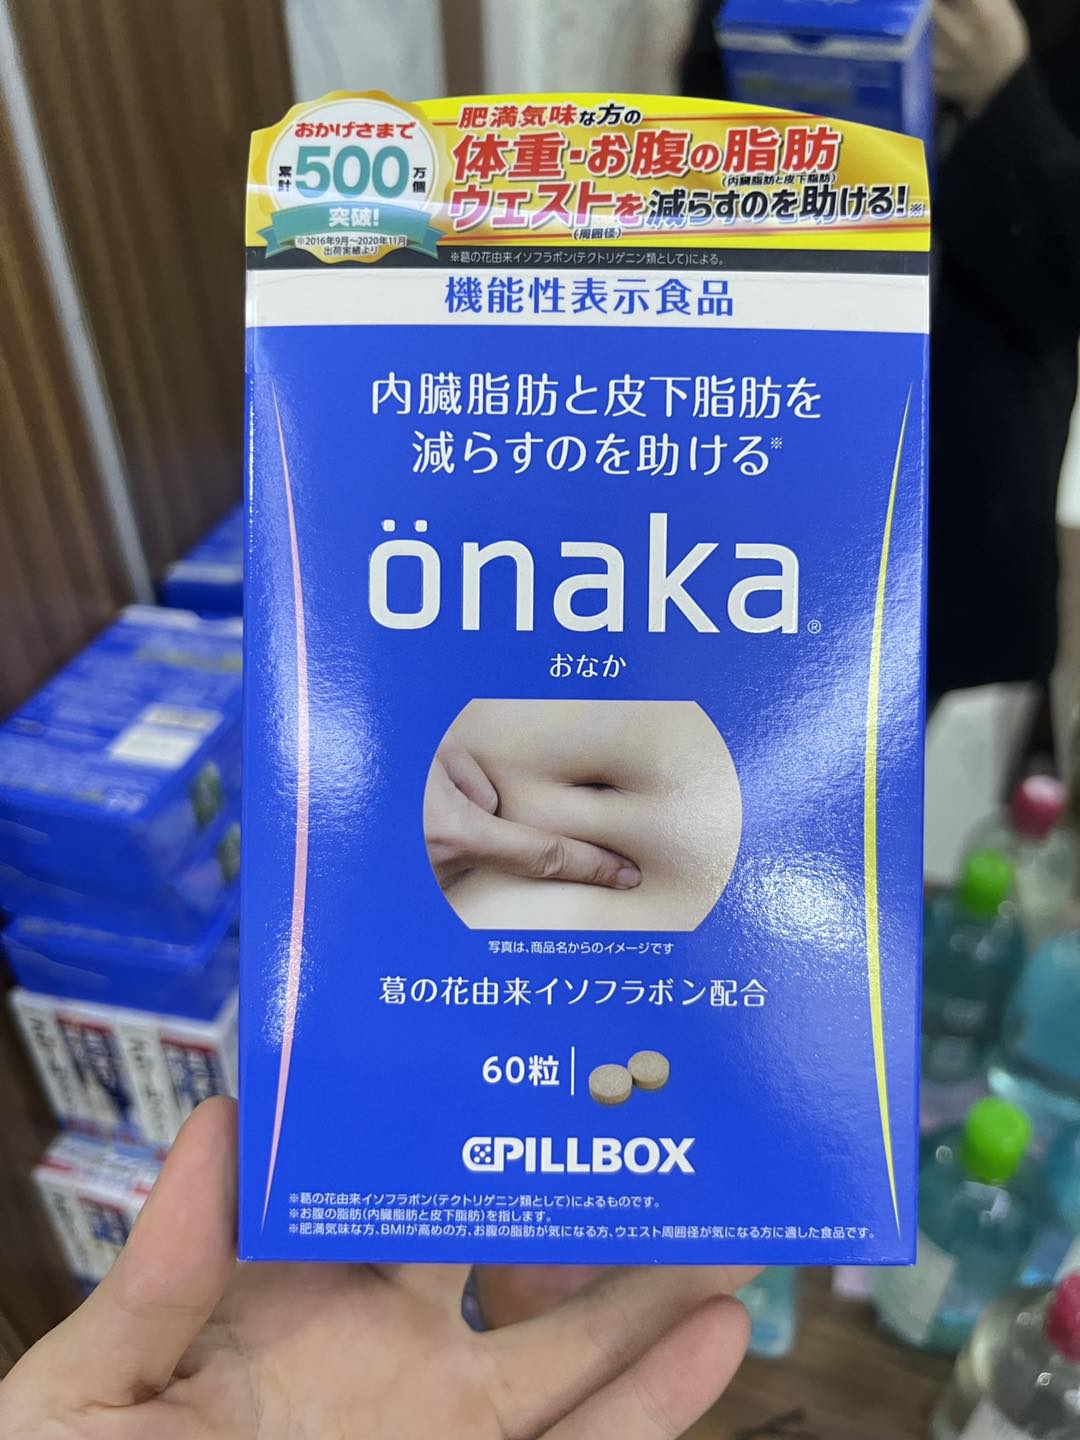 おかげさまで
累計500万個
突破!
※2016年9月〜2020年11月
出荷実績より
肥満気味な方の
体重・お腹の脂肪
(内臓脂肪と皮下脂肪)
ウエストを減らすのを助ける!※
(周囲径)
※葛の花由来イソフラボン(テクトリゲニン類として)による。
機能性表示食品
内臓脂肪と皮下脂肪を
減らすのを助ける※
önaka®
おなか
写真は、商品名からのイメージです
葛の花由来イソフラボン配合
60粒
PILLBOX
※葛の花由来イソフラボン(テクトリゲニン類として)によるものです。
※お腹の脂肪(内臓脂肪と皮下脂肪)を指します。
※肥満気味な方、BMIが高めの方、お腹の脂肪が気になる方、ウエスト周囲径が気になる方に適した食品です。